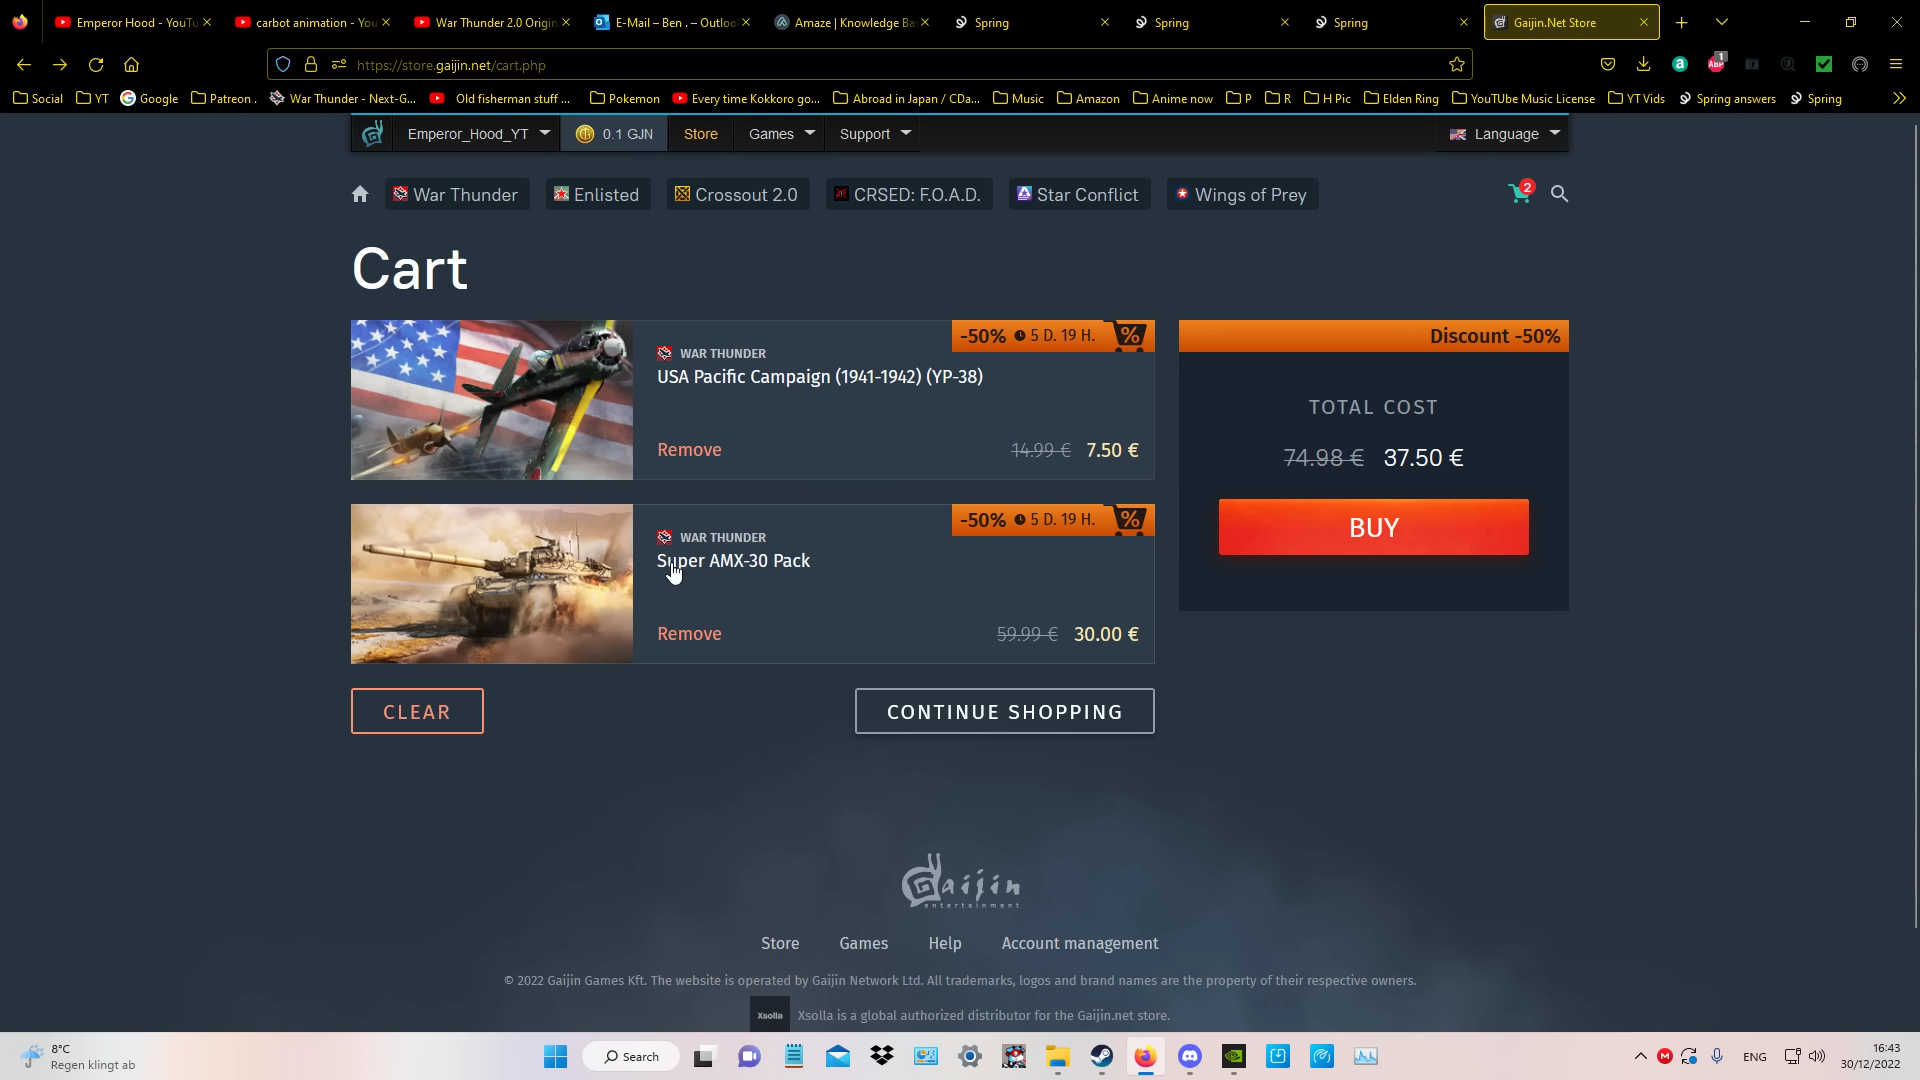 Emperor Hood - YouTu
carbot animation - You
War Thunder 2.0 Origin
E-Mail – Ben . – Outloo
Amaze | Knowledge Ba
Spring
Spring
Spring
Gaijin.Net Store
https://store.gaijin.net/cart.php
ABP
1
Social
YT
Google
Patreon .
War Thunder - Next-G...
Old fisherman stuff ...
Pokemon
Every time Kokkoro go...
Abroad in Japan / CDa...
Music
Amazon
Anime now
P
R
H Pic
Elden Ring
YouTUbe Music License
YT Vids
Spring answers
Spring
Emperor_Hood_YT
0.1 GJN
Store
Games
Support
Language
War Thunder
Enlisted
Crossout 2.0
CRSED: F.O.A.D.
Star Conflict
Wings of Prey
2
Cart
-50% 5 D. 19 H. %
WAR THUNDER
USA Pacific Campaign (1941-1942) (YP-38)
Remove
14.99 € 7.50 €
-50% 5 D. 19 H. %
WAR THUNDER
Super AMX-30 Pack
Remove
59.99 € 30.00 €
Discount -50%
TOTAL COST
74.98 € 37.50 €
BUY
CLEAR
CONTINUE SHOPPING
Gaijin
entertainment
Store
Games
Help
Account management
© 2022 Gaijin Games Kft. The website is operated by Gaijin Network Ltd. All trademarks, logos and brand names are the property of their respective owners.
Xsolla
Xsolla is a global authorized distributor for the Gaijin.net store.
8°C
Regen klingt ab
Search
ENG
16:43
30/12/2022